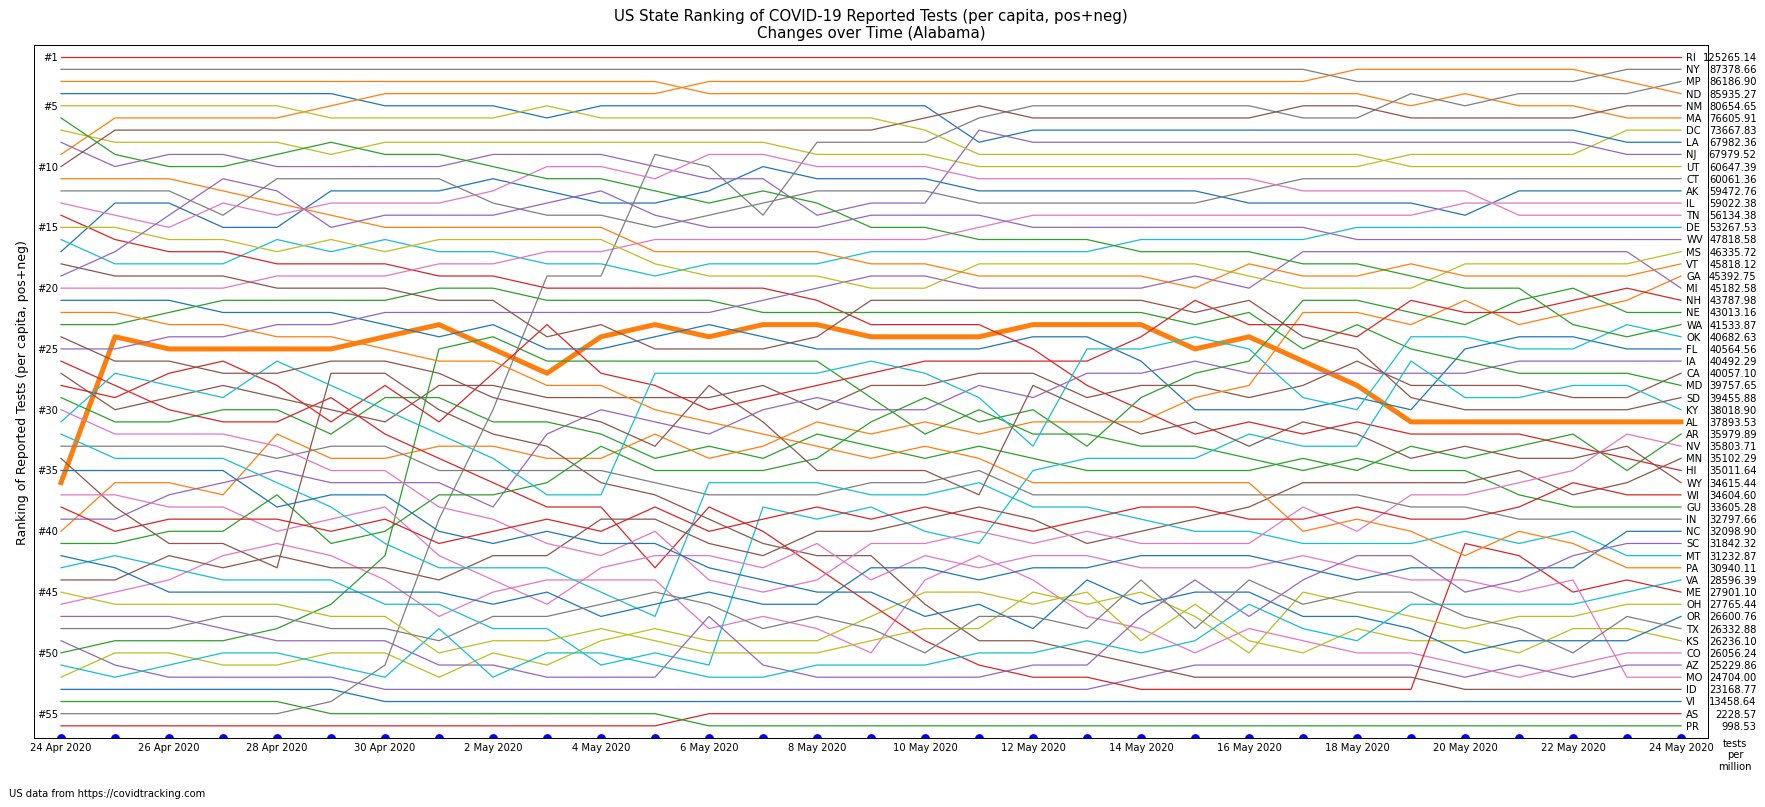 US State Ranking of COVID-19 Reported Tests (per capita, pos+neg)
Changes over Time (Alabama)
Ranking of Reported Tests (per capita, pos+neg)
#1
#5
#10
#15
#20
#25
#30
#35
#40
#45
#50
#55
RI 125265.14
NY 87378.66
MP 86186.90
ND 85935.27
NM 80654.65
MA 76605.91
DC 73667.83
LA 67982.36
NJ 67979.52
UT 60647.39
CT 60061.36
AK 59472.76
IL 59022.38
TN 56134.38
DE 53267.53
WV 47818.58
MS 46335.72
VT 45818.12
GA 45392.75
MI 45182.58
NH 43787.98
NE 43013.16
WA 41533.87
OK 40682.63
FL 40564.56
IA 40492.29
CA 40057.10
MD 39757.65
SD 39455.88
KY 38018.90
AL 37893.53
AR 35979.89
NV 35803.71
MN 35102.29
HI 35011.64
WY 34615.44
WI 34604.60
GU 33605.28
IN 32797.66
NC 32098.90
SC 31842.32
MT 31232.87
PA 30940.11
VA 28596.39
ME 27901.10
OH 27765.44
OR 26600.76
TX 26332.88
KS 26236.10
CO 26056.24
AZ 25229.86
MO 24704.00
ID 23168.77
VI 13458.64
AS 2228.57
PR 998.53
24 Apr 2020 26 Apr 2020 28 Apr 2020 30 Apr 2020 2 May 2020 4 May 2020 6 May 2020 8 May 2020 10 May 2020 12 May 2020 14 May 2020 16 May 2020 18 May 2020 20 May 2020 22 May 2020 24 May 2020
tests
per
million
US data from https://covidtracking.com